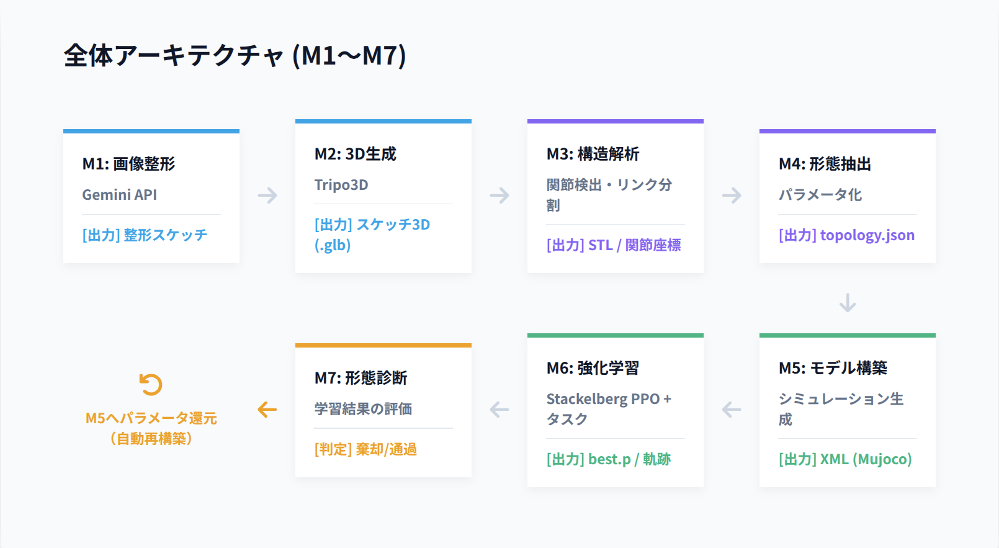 全体アーキテクチャ (M1〜M7)
M1: 画像整形
Gemini API
[出力] 整形スケッチ
M2: 3D生成
Tripo3D
[出力] スケッチ3D
(.glb)
M3: 構造解析
関節検出・リンク分
割
[出力] STL / 関節座標
M4: 形態抽出
パラメータ化
[出力] topology.json
M5: モデル構築
シミュレーション生
成
[出力] XML (Mujoco)
M6: 強化学習
Stackelberg PPO +
タスク
[出力] best.p / 軌跡
M7: 形態診断
学習結果の評価
[判定] 棄却/通過
M5へパラメータ還元
（自動再構築）